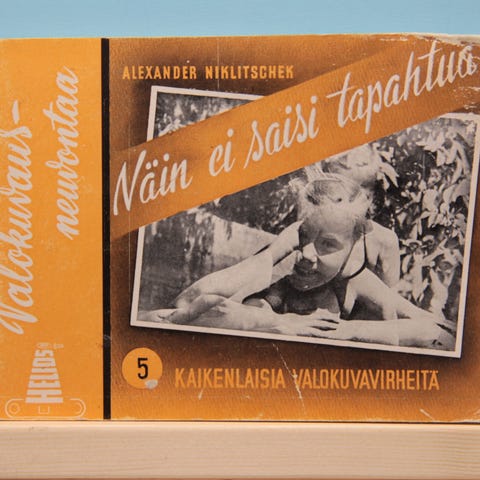 Valokuvaus-
neuvontaa
HELIOS
ALEXANDER NIKLITSCHEK
Näin ei saisi tapahtua
5
KAIKENLAISIA VALOKUVAVIRHEITÄ